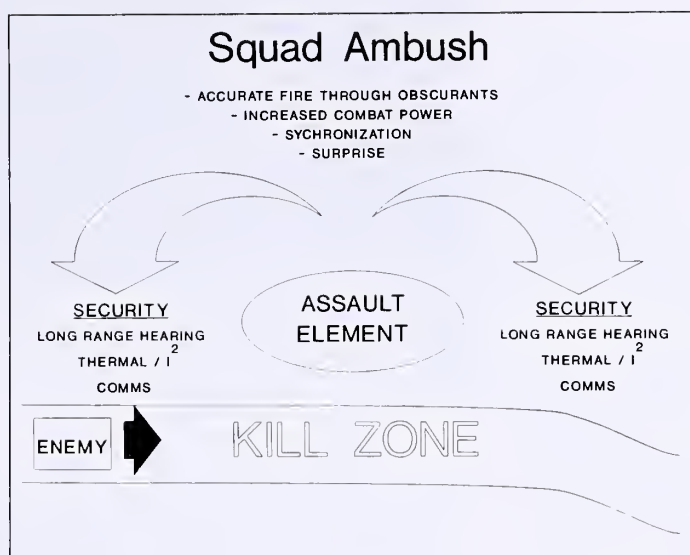 Squad Ambush
- ACCURATE FIRE THROUGH OBSCURANTS
- INCREASED COMBAT POWER
- SYCHRONIZATION
- SURPRISE
SECURITY
LONG RANGE HEARING
THERMAL / I²
COMMS
ASSAULT
ELEMENT
SECURITY
LONG RANGE HEARING
THERMAL / I²
COMMS
ENEMY
KILL ZONE